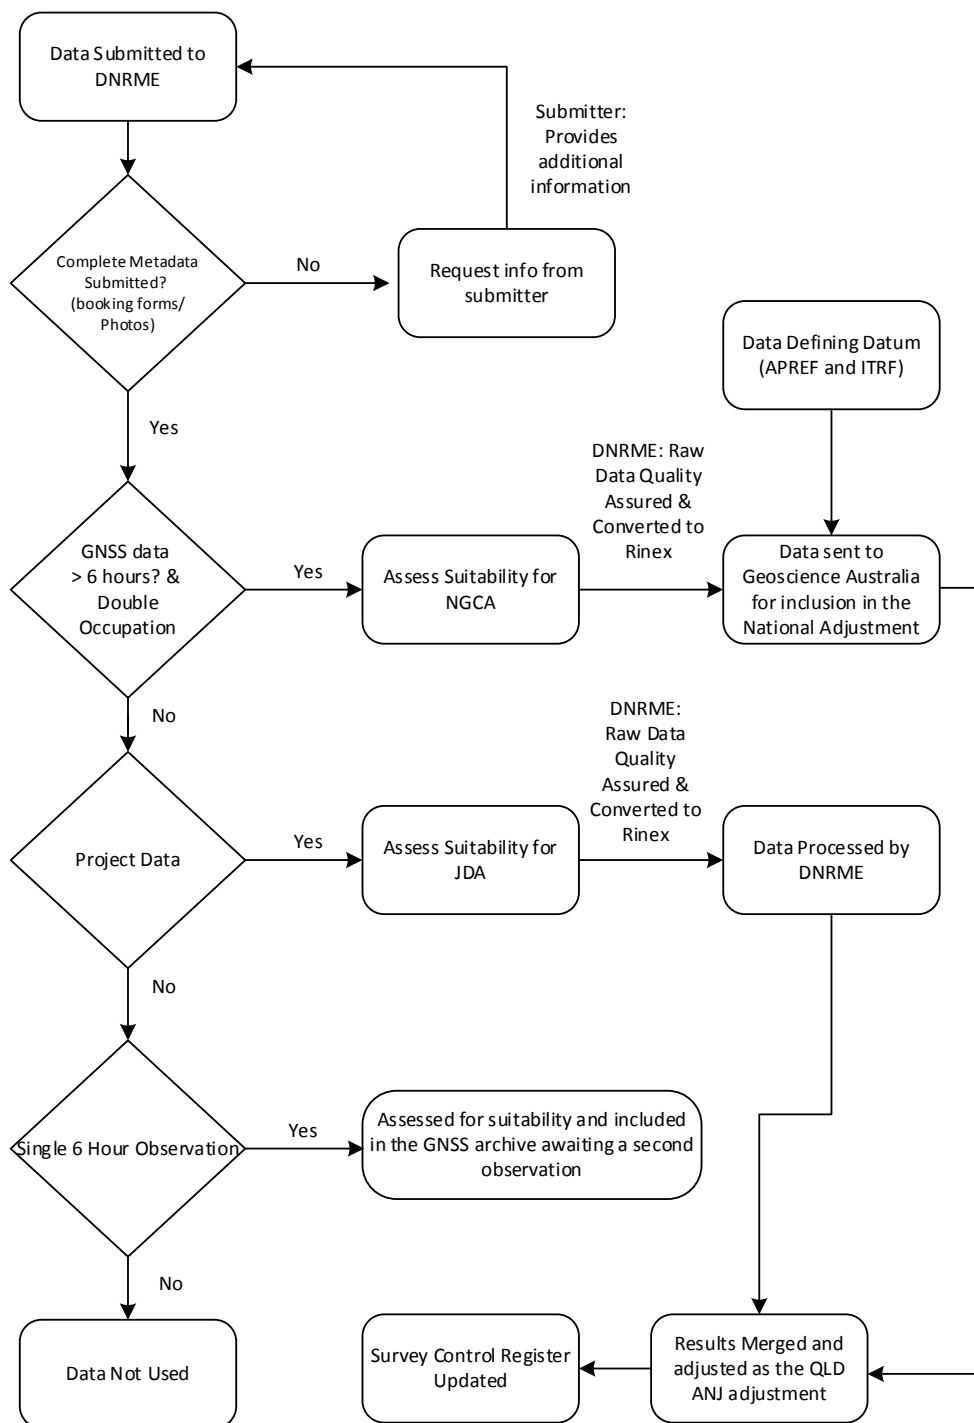 Data Submitted to
DNRME
Submitter:
Provides
additional
information
Complete Metadata
Submitted?
(booking forms/
Photos)
No
Request info from
submitter
Data Defining Datum
(APREF and ITRF)
Yes
DNRME: Raw
Data Quality
Assured &
Converted to
Rinex
GNSS data
> 6 hours? &
Double
Occupation
Yes
Assess Suitability for
NGCA
Data sent to
Geoscience Australia
for inclusion in the
National Adjustment
No
DNRME:
Raw Data
Quality
Assured &
Converted to
Rinex
Project Data
Yes
Assess Suitability for
JDA
Data Processed by
DNRME
No
Single 6 Hour Observation
Yes
Assessed for suitability and included
in the GNSS archive awaiting a second
observation
No
Data Not Used
Survey Control Register
Updated
Results Merged and
adjusted as the QLD
ANJ adjustment